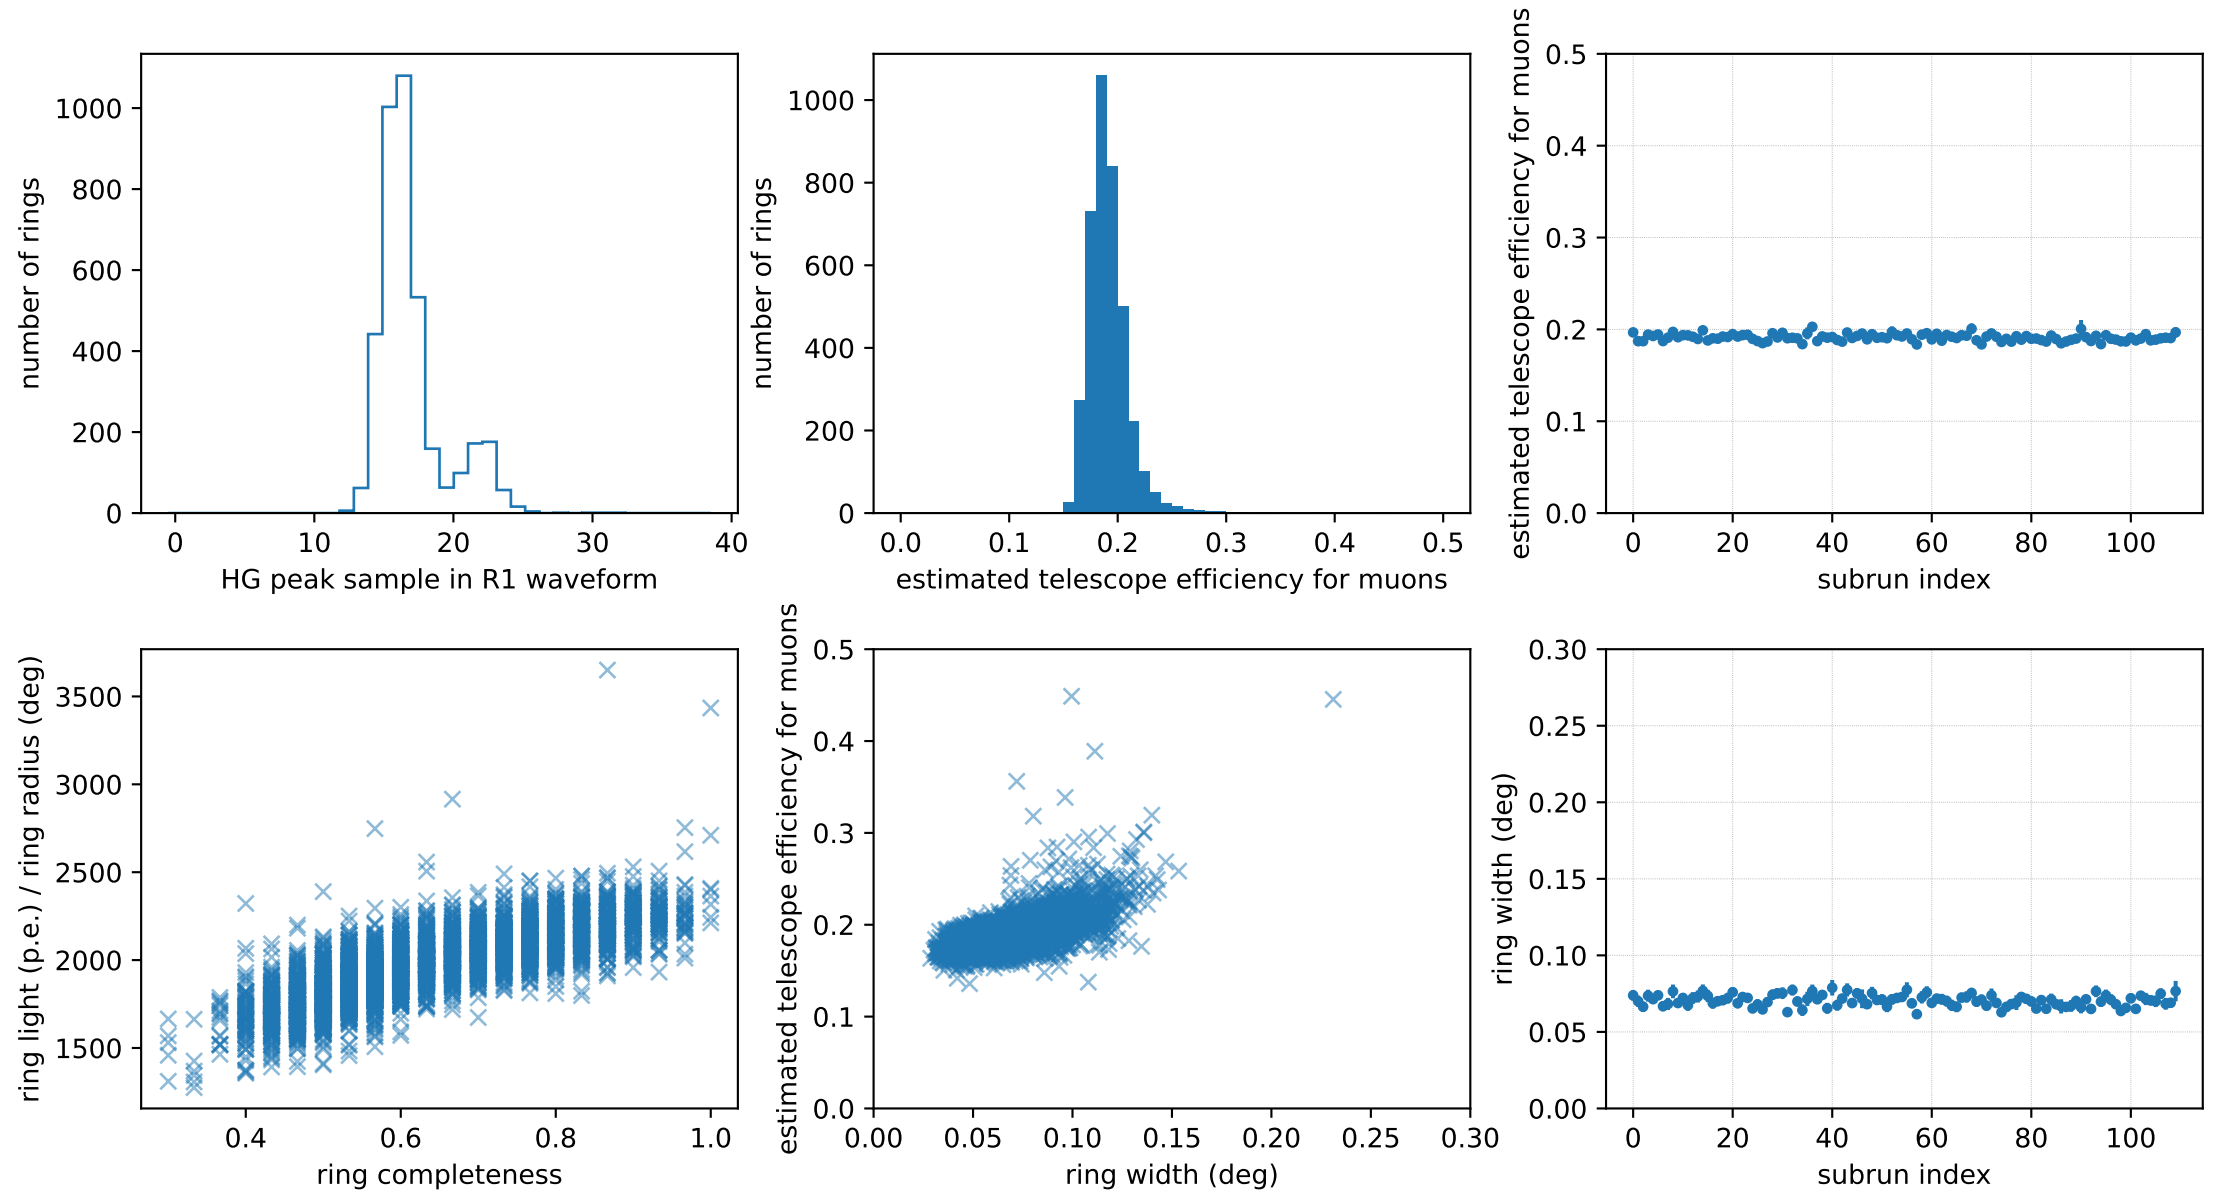 1000
800
600
400
200
0
number of rings
0 10 20 30 40
HG peak sample in R1 waveform
1000
800
600
400
200
0
number of rings
0.0 0.1 0.2 0.3 0.4 0.5
estimated telescope efficiency for muons
0.5
0.4
0.3
0.2
0.1
0.0
estimated telescope efficiency for muons
0 20 40 60 80 100
subrun index
3500
3000
2500
2000
1500
ring light (p.e.) / ring radius (deg)
0.4 0.6 0.8 1.0
ring completeness
0.5
0.4
0.3
0.2
0.1
0.0
estimated telescope efficiency for muons
0.00 0.05 0.10 0.15 0.20 0.25 0.30
ring width (deg)
0.30
0.25
0.20
0.15
0.10
0.05
0.00
ring width (deg)
0 20 40 60 80 100
subrun index